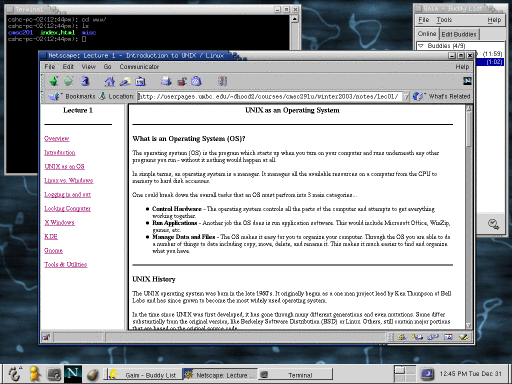 Terminal
cshc-pc-02(12:44pm): cd www/
cshc-pc-02(12:44pm): ls
cmsc201 index.html misc
cshc-pc-02(12:44pm):
Buddy List
File Tools Help
Online Edit Buddies
Buddies (4/9)
(11:59)
(1:02)
Netscape: Lecture 1 - Introduction to UNIX / Linux
File Edit View Go Communicator Help
Bookmarks Location: http://userpages.umbc.edu/~dhood2/courses/cmsc291u/winter2003/notes/Lec01/ What's Related
Lecture 1
Overview
Introduction
UNIX as an OS
Linux vs. Windows
Logging in and out
Locking Computer
X Windows
KDE
Gnome
Tools & Utilities
UNIX as an Operating System
What is an Operating System (OS)?
The operating system (OS) is the program which starts up when you turn on your computer and runs underneath any other
programs you run - without it nothing would happen at all.
In simple terms, an operating system is a manager. It manages all the available resources on a computer from the CPU to
memory to hard disk accesses.
One could break down the overall tasks that an OS must perform into 3 main categories...
Control Hardware - The operating system controls all the parts of the computer and attempts to get everything
working together.
Run Applications - Another job the OS does is run application software. This would include Microsoft Office, WinZip,
games, etc.
Manage Data and Files - The OS makes it easy for you to organize your computer. Through the OS you are able to do
a number of things to data including copy, move, delete, and rename it. This makes it much easier to find and organize
what you have.
UNIX History
The UNIX operating system was born in the late 1960's. It originally began as a one man project lead by Ken Thompson of Bell
Labs and has since grown to become the most widely used operating system.
In the time since UNIX was first developed, it has gone through many different generations and even mutations. Some differ
substantially from the original version, like Berkeley Software Distribution (BSD) or Linux. Others, still contain major portions
that are based on the original source code.
Gaim - Buddy List
Netscape: Lecture ...
Terminal
12:45 PM Tue Dec 31